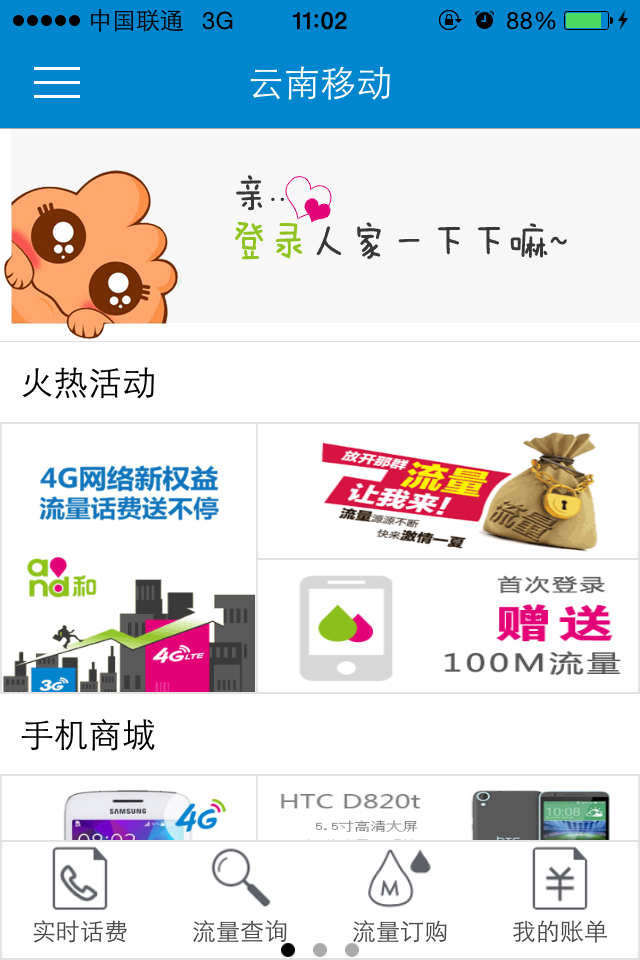 中国联通 3G 11:02 88%
云南移动
亲..
登录人家一下下嘛~
火热活动
4G网络新权益
流量话费送不停
and和
3G
4G LTE
放开那群流量
让我来！
流量源源不断
快来激情一夏
流量
首次登录
赠送
100M流量
手机商城
SAMSUNG
4G
HTC D820t
5.5寸高清大屏
hTC
10:08
实时话费
流量查询
M
流量订购
¥
我的账单